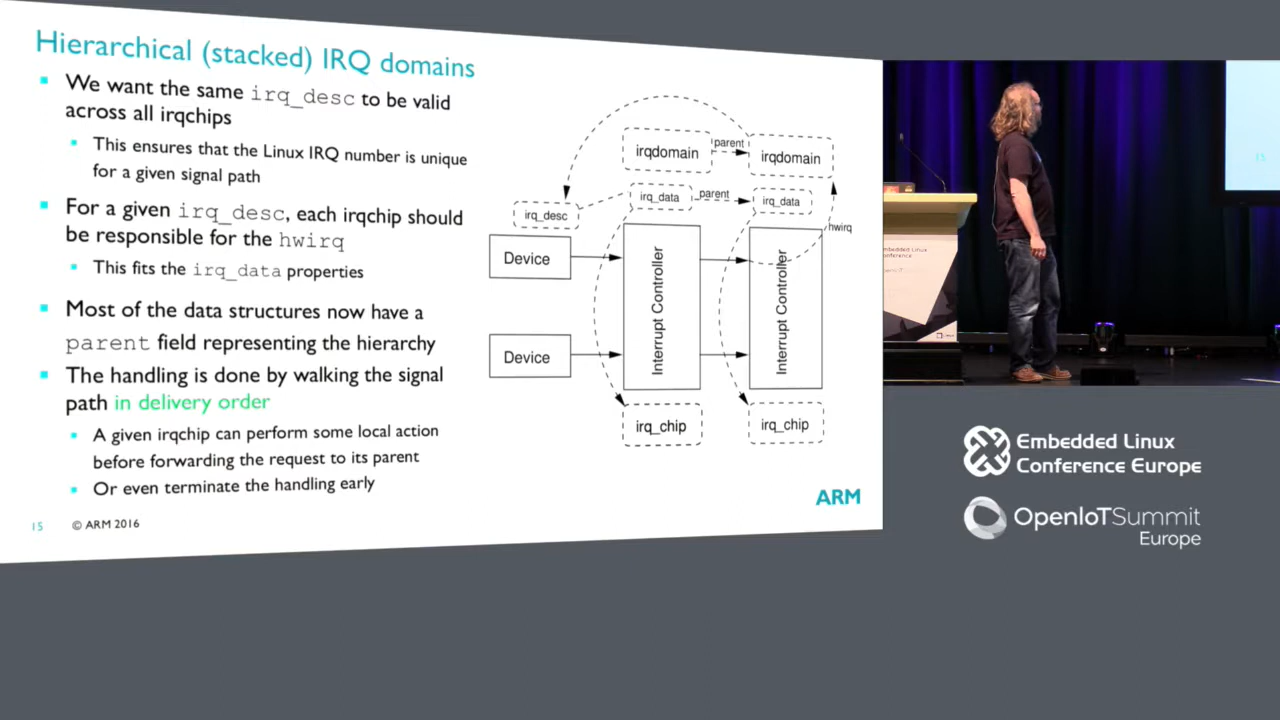 Hierarchical (stacked) IRQ domains
We want the same irq_desc to be valid
across all irqchips
This ensures that the Linux IRQ number is unique
for a given signal path
For a given irq_desc, each irqchip should
be responsible for the hwirq
This fits the irq_data properties
Most of the data structures now have a
parent field representing the hierarchy
The handling is done by walking the signal
path in delivery order
A given irqchip can perform some local action
before forwarding the request to its parent
Or even terminate the handling early
15 © ARM 2016
irqdomain
parent
irqdomain
irq_desc
irq_data
parent
irq_data
hwirq
Device
Device
Interrupt Controller
Interrupt Controller
irq_chip
irq_chip
ARM
15
Embedded Linux
Conference
Embedded Linux
Conference Europe
OpenIoTSummit
Europe